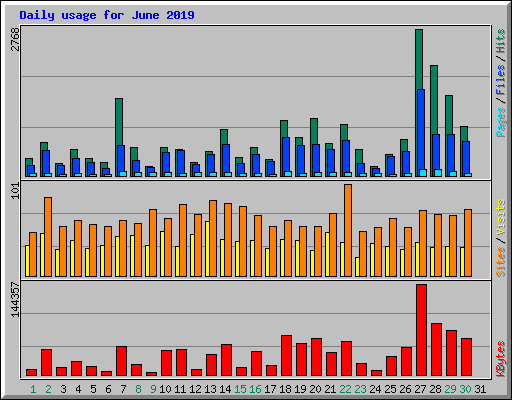 Daily usage for June 2019
2768
Pages / Files / Hits
101
Sites / Visits
144357
KBytes
1 2 3 4 5 6 7 8 9 10 11 12 13 14 15 16 17 18 19 20 21 22 23 24 25 26 27 28 29 30 31